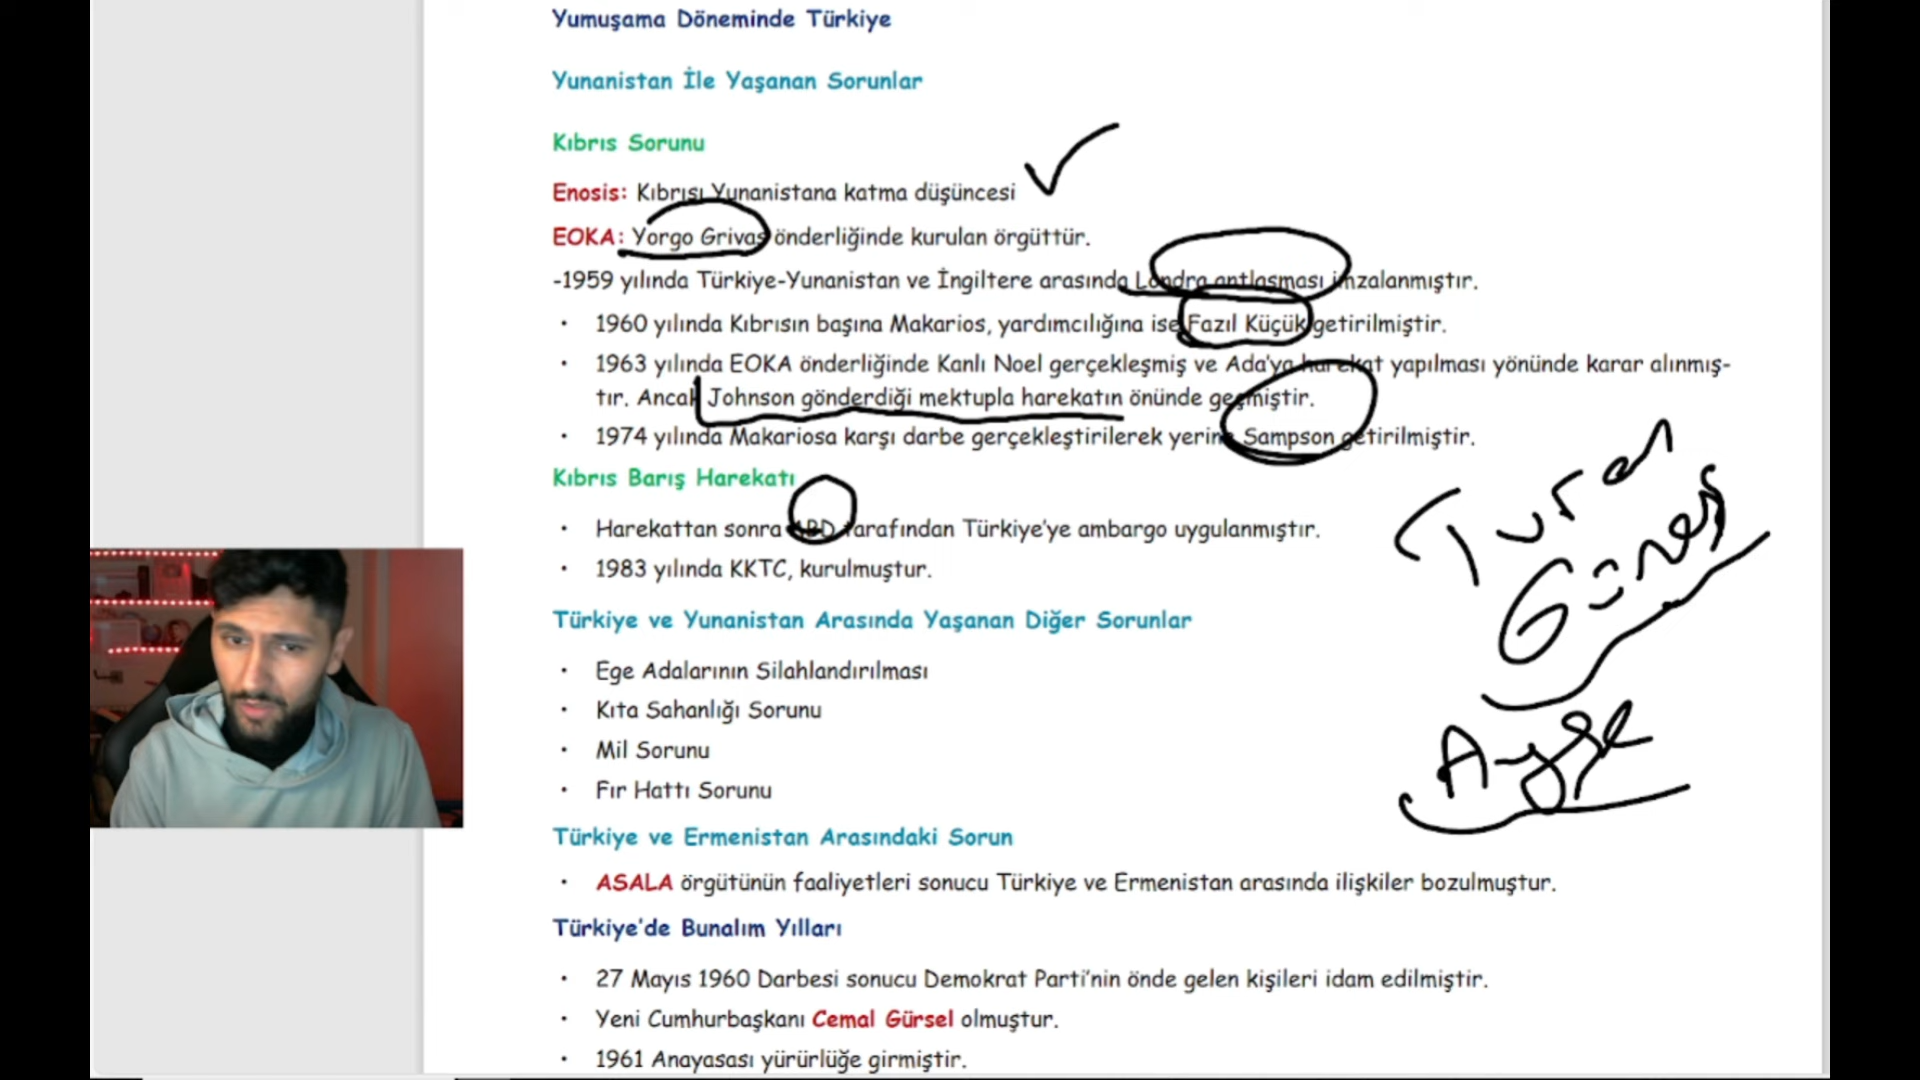 Yumuşama Döneminde Türkiye
Yunanistan İle Yaşanan Sorunlar
Kıbrıs Sorunu
Enosis: Kıbrısı Yunanistana katma düşüncesi
EOKA: Yorgo Grivas önderliğinde kurulan örgüttür.
-1959 yılında Türkiye-Yunanistan ve İngiltere arasında Londra antlaşması imzalanmıştır.
• 1960 yılında Kıbrısın başına Makarios, yardımcılığına ise Fazıl Küçük getirilmiştir.
• 1963 yılında EOKA önderliğinde Kanlı Noel gerçekleşmiş ve Ada'ya harekat yapılması yönünde karar alınmış-
tır. Ancak Johnson gönderdiği mektupla harekatın önünde geçmiştir.
• 1974 yılında Makariosa karşı darbe gerçekleştirilerek yerine Sampson getirilmiştir.
Kıbrıs Barış Harekatı
• Harekattan sonra ABD tarafından Türkiye'ye ambargo uygulanmıştır.
• 1983 yılında KKTC, kurulmuştur.
Turan
Güneş
Ayşe
Türkiye ve Yunanistan Arasında Yaşanan Diğer Sorunlar
• Ege Adalarının Silahlandırılması
• Kıta Sahanlığı Sorunu
• Mil Sorunu
• Fır Hattı Sorunu
Türkiye ve Ermenistan Arasındaki Sorun
• ASALA örgütünün faaliyetleri sonucu Türkiye ve Ermenistan arasında ilişkiler bozulmuştur.
Türkiye'de Bunalım Yılları
• 27 Mayıs 1960 Darbesi sonucu Demokrat Parti'nin önde gelen kişileri idam edilmiştir.
• Yeni Cumhurbaşkanı Cemal Gürsel olmuştur.
• 1961 Anayasası yürürlüğe girmiştir.